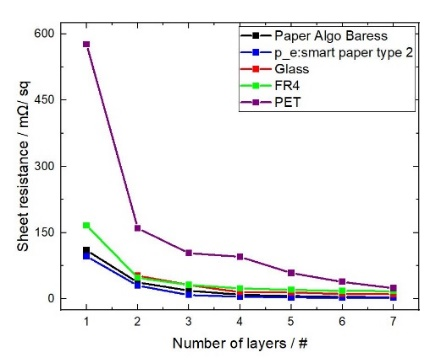 600
450
300
150
0
Sheet resistance / mΩ/ sq
Paper Algo Baress
p_e:smart paper type 2
Glass
FR4
PET
1 2 3 4 5 6 7
Number of layers / #